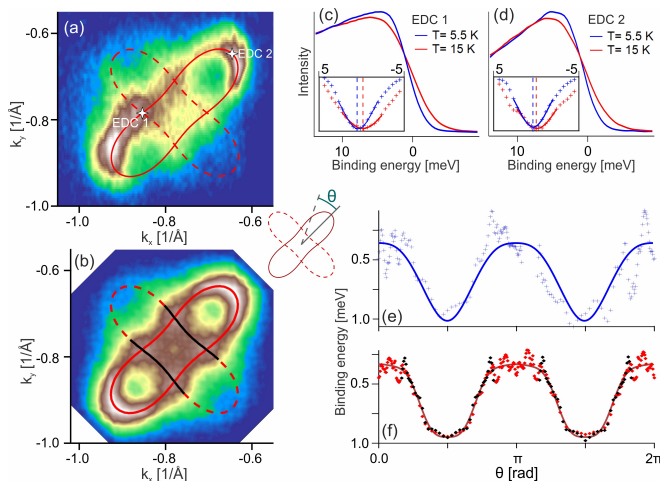 (a)
EDC 2
EDC 1
-0.6
-0.8
-1.0
k_y [1/Å]
-1.0 -0.8 -0.6
k_x [1/Å]
(b)
-0.6
-0.8
-1.0
k_y [1/Å]
-1.0 -0.8 -0.6
k_x [1/Å]
θ
(c) EDC 1
T= 5.5 K
T= 15 K
5 -5
Intensity
10 0
Binding energy [meV]
(d) EDC 2
T= 5.5 K
T= 15 K
5 -5
10 0
Binding energy [meV]
0.5
1.0
(e)
Binding energy [meV]
0.5
1.0
(f)
0.0 π 2π
θ [rad]